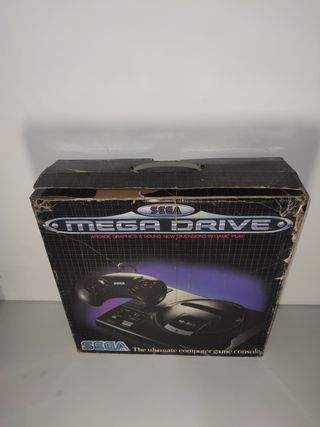 SEGA
MEGA DRIVE
ARCADE GRAPHICS & SOUND. NEW DIMENSIONS IN GAME PLAY.
SEGA
SEGA
The ultimate computer game console